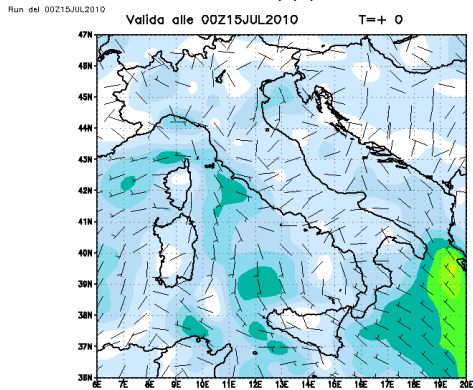 Run del 00Z15JUL2010
Valida alle 00Z15JUL2010 T=+ 0
47N
46N
45N
44N
43N
42N
41N
40N
39N
38N
37N
36N
6E 7E 8E 9E 10E 11E 12E 13E 14E 15E 16E 17E 18E 19E 20E